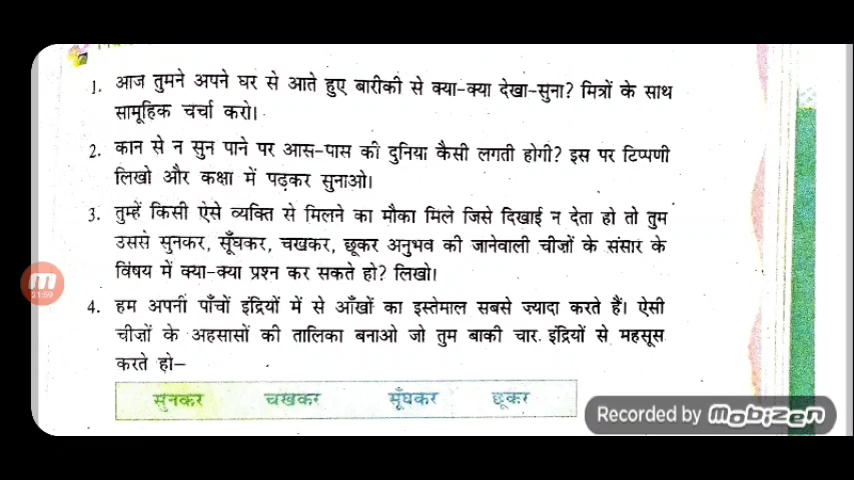 1. आज तुमने अपने घर से आते हुए बारीकी से क्या-क्या देखा-सुना? मित्रों के साथ
सामूहिक चर्चा करो।
2. कान से न सुन पाने पर आस-पास की दुनिया कैसी लगती होगी? इस पर टिप्पणी
लिखो और कक्षा में पढ़कर सुनाओ।
3. तुम्हें किसी ऐसे व्यक्ति से मिलने का मौका मिले जिसे दिखाई न देता हो तो तुम
उससे सुनकर, सूँघकर, चखकर, छूकर अनुभव की जानेवाली चीज़ों के संसार के
विषय में क्या-क्या प्रश्न कर सकते हो? लिखो।
4. हम अपनी पाँचों इंद्रियों में से आँखों का इस्तेमाल सबसे ज़्यादा करते हैं। ऐसी
चीज़ों के अहसासों की तालिका बनाओ जो तुम बाकी चार इंद्रियों से महसूस
करते हो–
सुनकर चखकर सूँघकर छूकर
21:59
Recorded by Mobizen